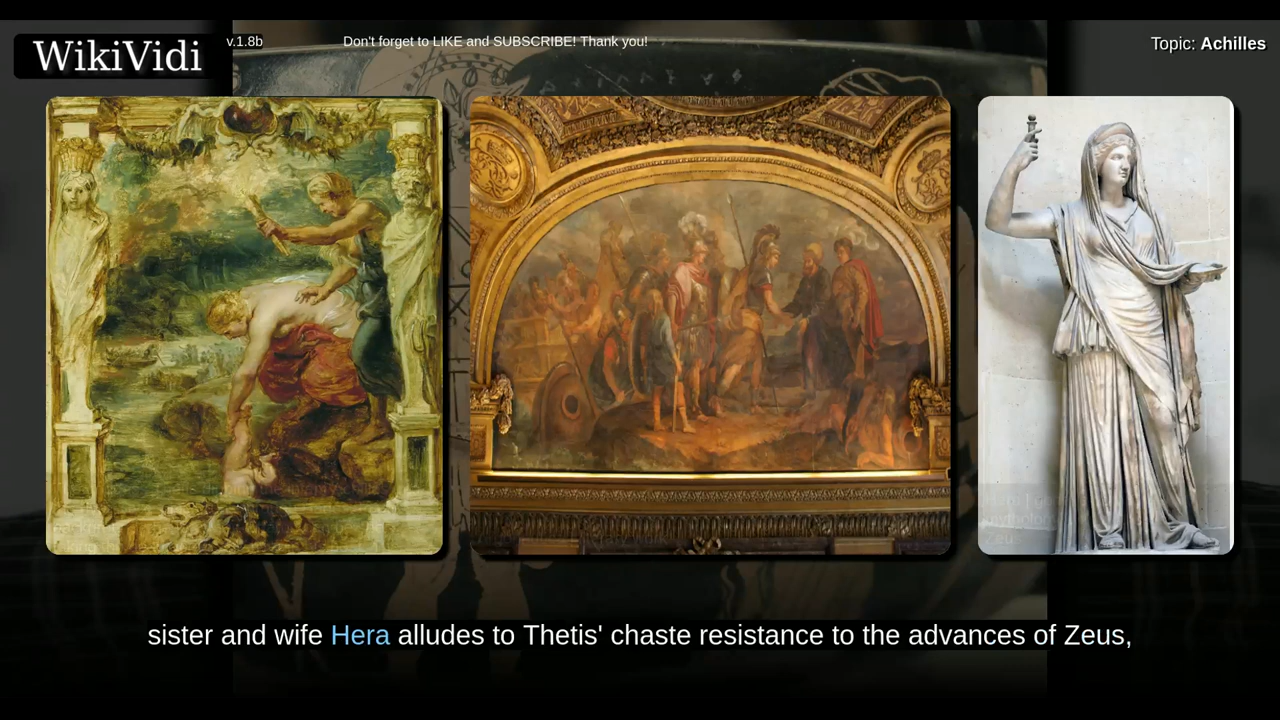 WikiVidi
v.1.8b
Don't forget to LIKE and SUBSCRIBE! Thank you!
Topic: Achilles
sister and wife Hera alludes to Thetis' chaste resistance to the advances of Zeus,